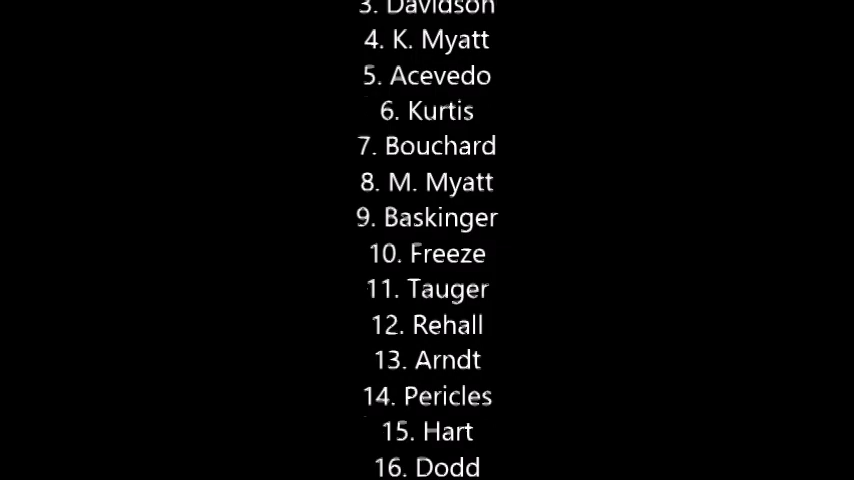 3. Davidson
4. K. Myatt
5. Acevedo
6. Kurtis
7. Bouchard
8. M. Myatt
9. Baskinger
10. Freeze
11. Tauger
12. Rehall
13. Arndt
14. Pericles
15. Hart
16. Dodd